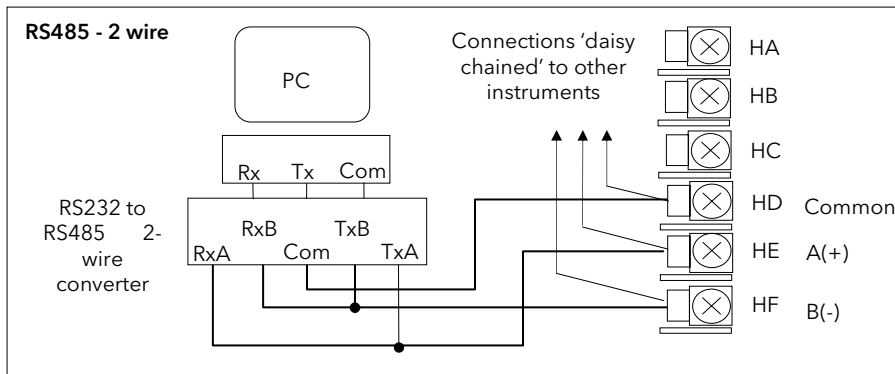 RS485 - 2 wire
PC
Connections ‘daisy
chained’ to other
instruments
HA
HB
HC
HD Common
HE A(+)
HF B(-)
Rx Tx Com
RS232 to
RS485 2-
wire
converter
RxB TxB
RxA Com TxA